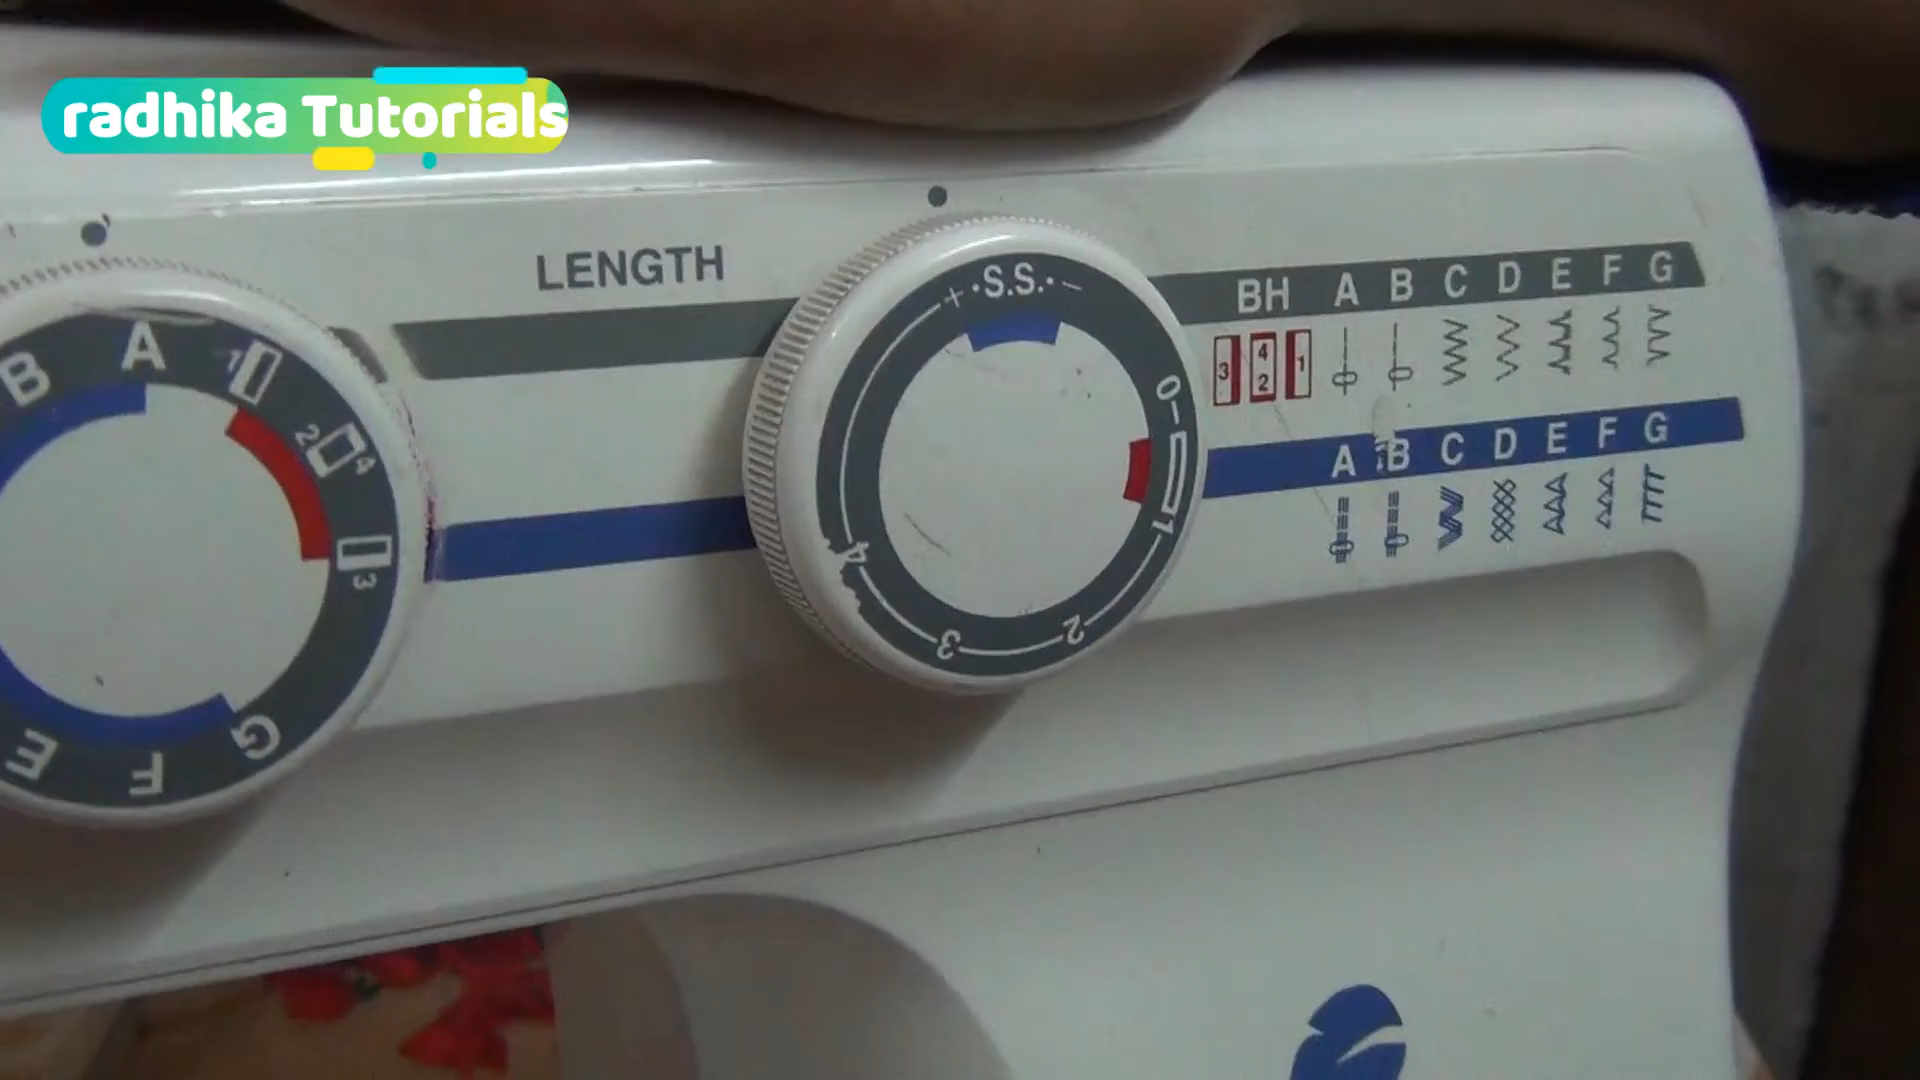 radhika Tutorials
LENGTH
+ ·S.S.· −
0
1
2
3
4
B A 1
2 4
3
G
F
E
BH A B C D E F G
3 4 2 1
A B C D E F G